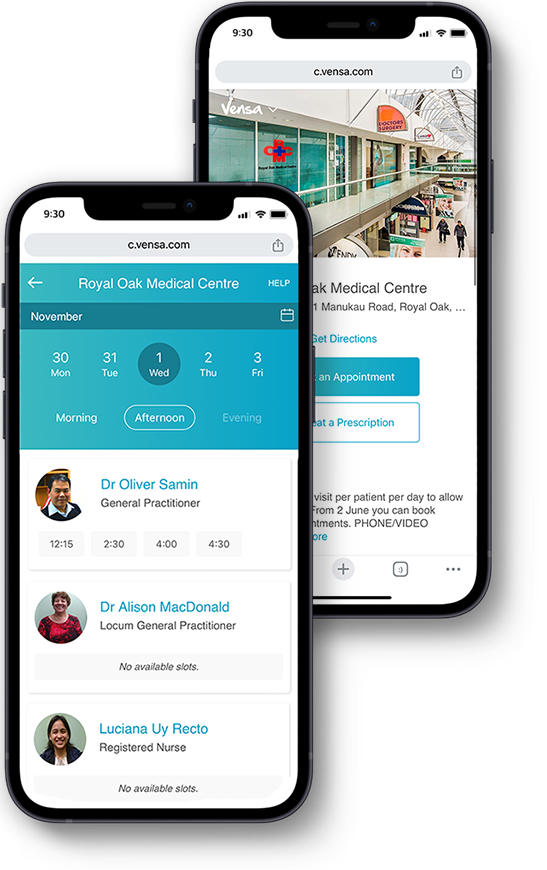 9:30
c.vensa.com
Vensa
DOCTORS
SURGERY
Royal Oak Medical Centre
ak Medical Centre
1 Manukau Road, Royal Oak, ...
Get Directions
an Appointment
eat a Prescription
visit per patient per day to allow
From 2 June you can book
ntments. PHONE/VIDEO
ore
9:30
c.vensa.com
Royal Oak Medical Centre
HELP
November
30 31 1 2 3
Mon Tue Wed Thu Fri
Morning Afternoon Evening
Dr Oliver Samin
General Practitioner
12:15 2:30 4:00 4:30
Dr Alison MacDonald
Locum General Practitioner
No available slots.
Luciana Uy Recto
Registered Nurse
No available slots.